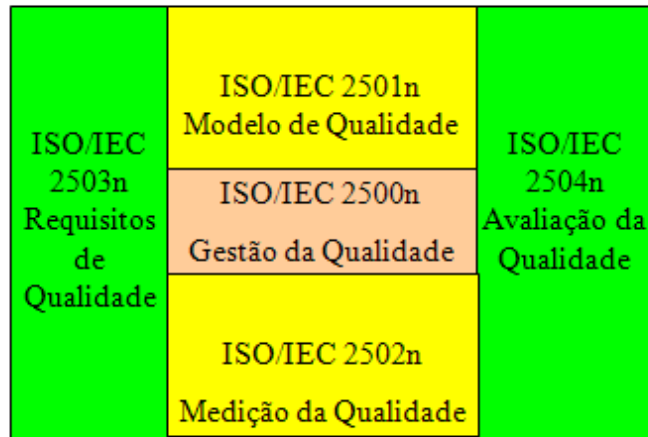 ISO/IEC
2503n
Requisitos
de
Qualidade
ISO/IEC 2501n
Modelo de Qualidade
ISO/IEC 2500n
Gestão da Qualidade
ISO/IEC 2502n
Medição da Qualidade
ISO/IEC
2504n
Avaliação da
Qualidade